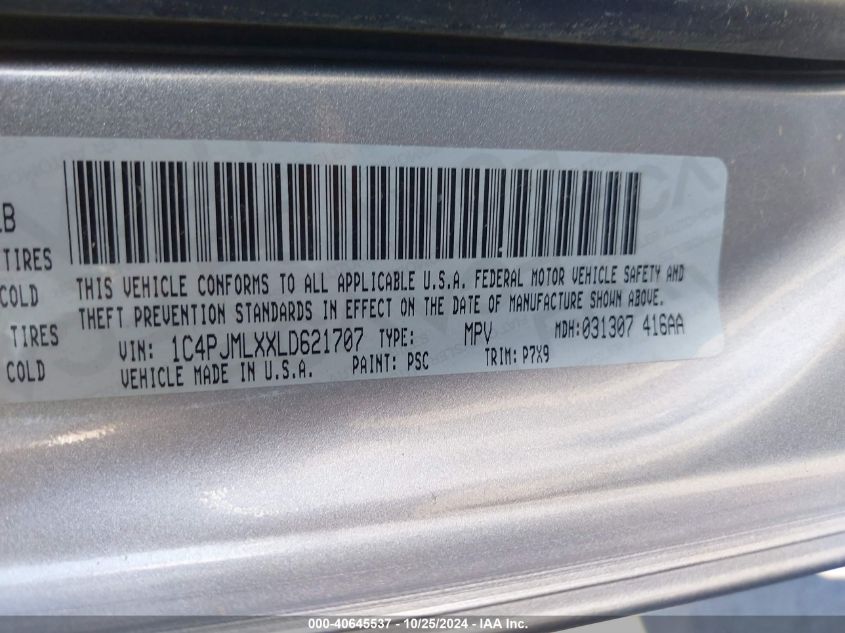 LB
TIRES
COLD
TIRES
COLD
THIS VEHICLE CONFORMS TO ALL APPLICABLE U.S.A. FEDERAL MOTOR VEHICLE SAFETY AND
THEFT PREVENTION STANDARDS IN EFFECT ON THE DATE OF MANUFACTURE SHOWN ABOVE.
VIN: 1C4PJMLXXLD621707 TYPE: MPV MDH:031307 416AA
VEHICLE MADE IN U.S.A. PAINT: PSC TRIM: P7X9
000-40645537 - 10/25/2024 - IAA Inc.